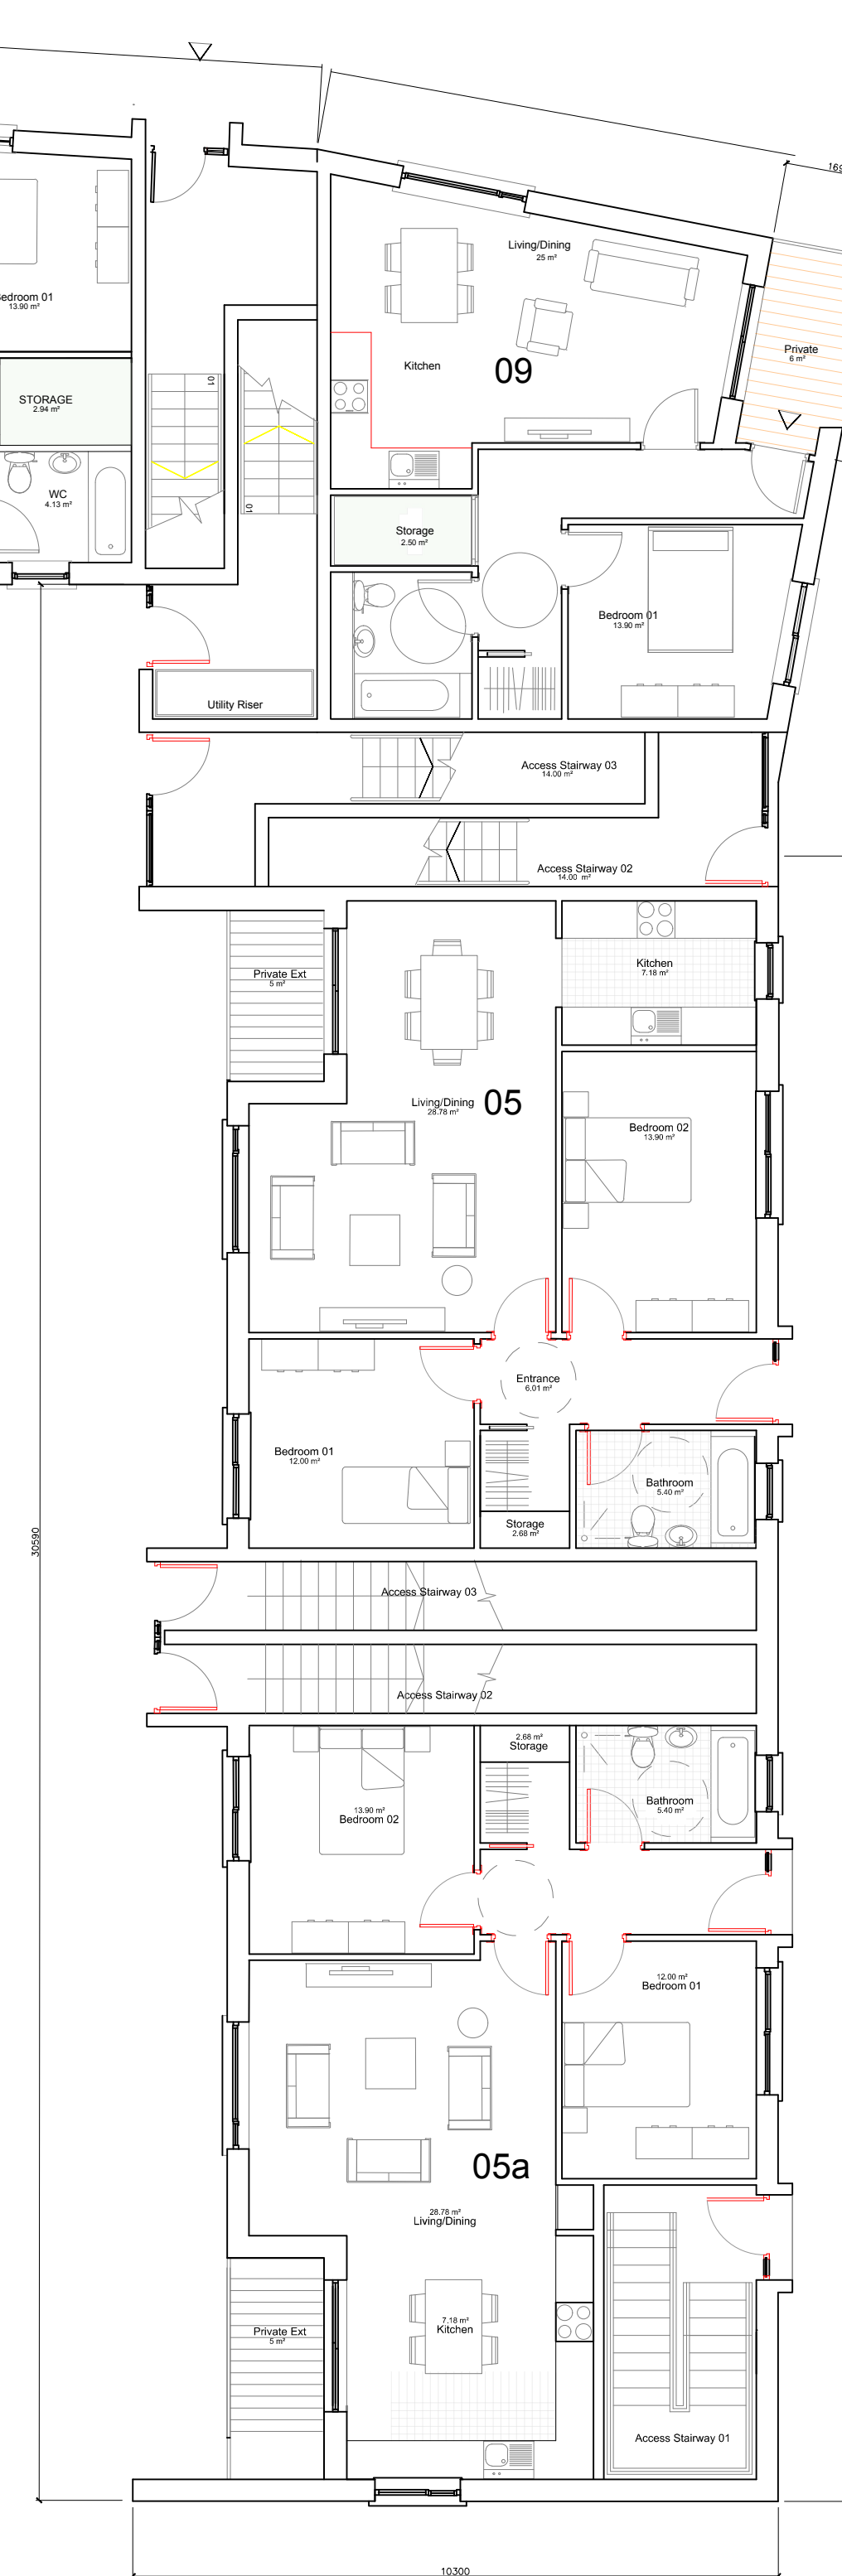 169
Living/Dining
25 m²
edroom 01
13.90 m²
Private
6 m²
Kitchen
09
01
STORAGE
2.94 m²
WC
4.13 m²
01
Storage
2.50 m²
Bedroom 01
13.90 m²
Utility Riser
Access Stairway 03
14.00 m²
Access Stairway 02
14.00 m²
Kitchen
7.18 m²
Private Ext
5 m²
Living/Dining
28.78 m²
05
Bedroom 02
13.90 m²
Entrance
6.01 m²
Bedroom 01
12.00 m²
Bathroom
5.40 m²
Storage
2.68 m²
30590
Access Stairway 03
Access Stairway 02
2.68 m²
Storage
13.90 m²
Bedroom 02
Bathroom
5.40 m²
12.00 m²
Bedroom 01
05a
28.78 m²
Living/Dining
Private Ext
5 m²
7.18 m²
Kitchen
Access Stairway 01
10300